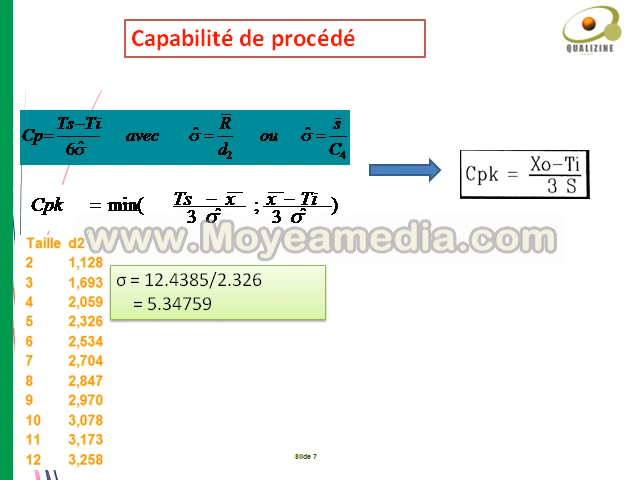 Capabilité de procédé
QUALIZINE
Cp= Ts-Ti / 6σ̂ avec σ̂ = R̄ / d2 ou σ̂ = s̄ / C4
Cpk = Xo-Ti / 3 S
Cpk = min( Ts - x̄ / 3 σ̂ ; x̄ - Ti / 3 σ̂ )
www.Moyeamedia.com
Taille d2
2 1,128
3 1,693
4 2,059
5 2,326
6 2,534
7 2,704
8 2,847
9 2,970
10 3,078
11 3,173
12 3,258
σ = 12.4385/2.326
= 5.34759
Slide 7